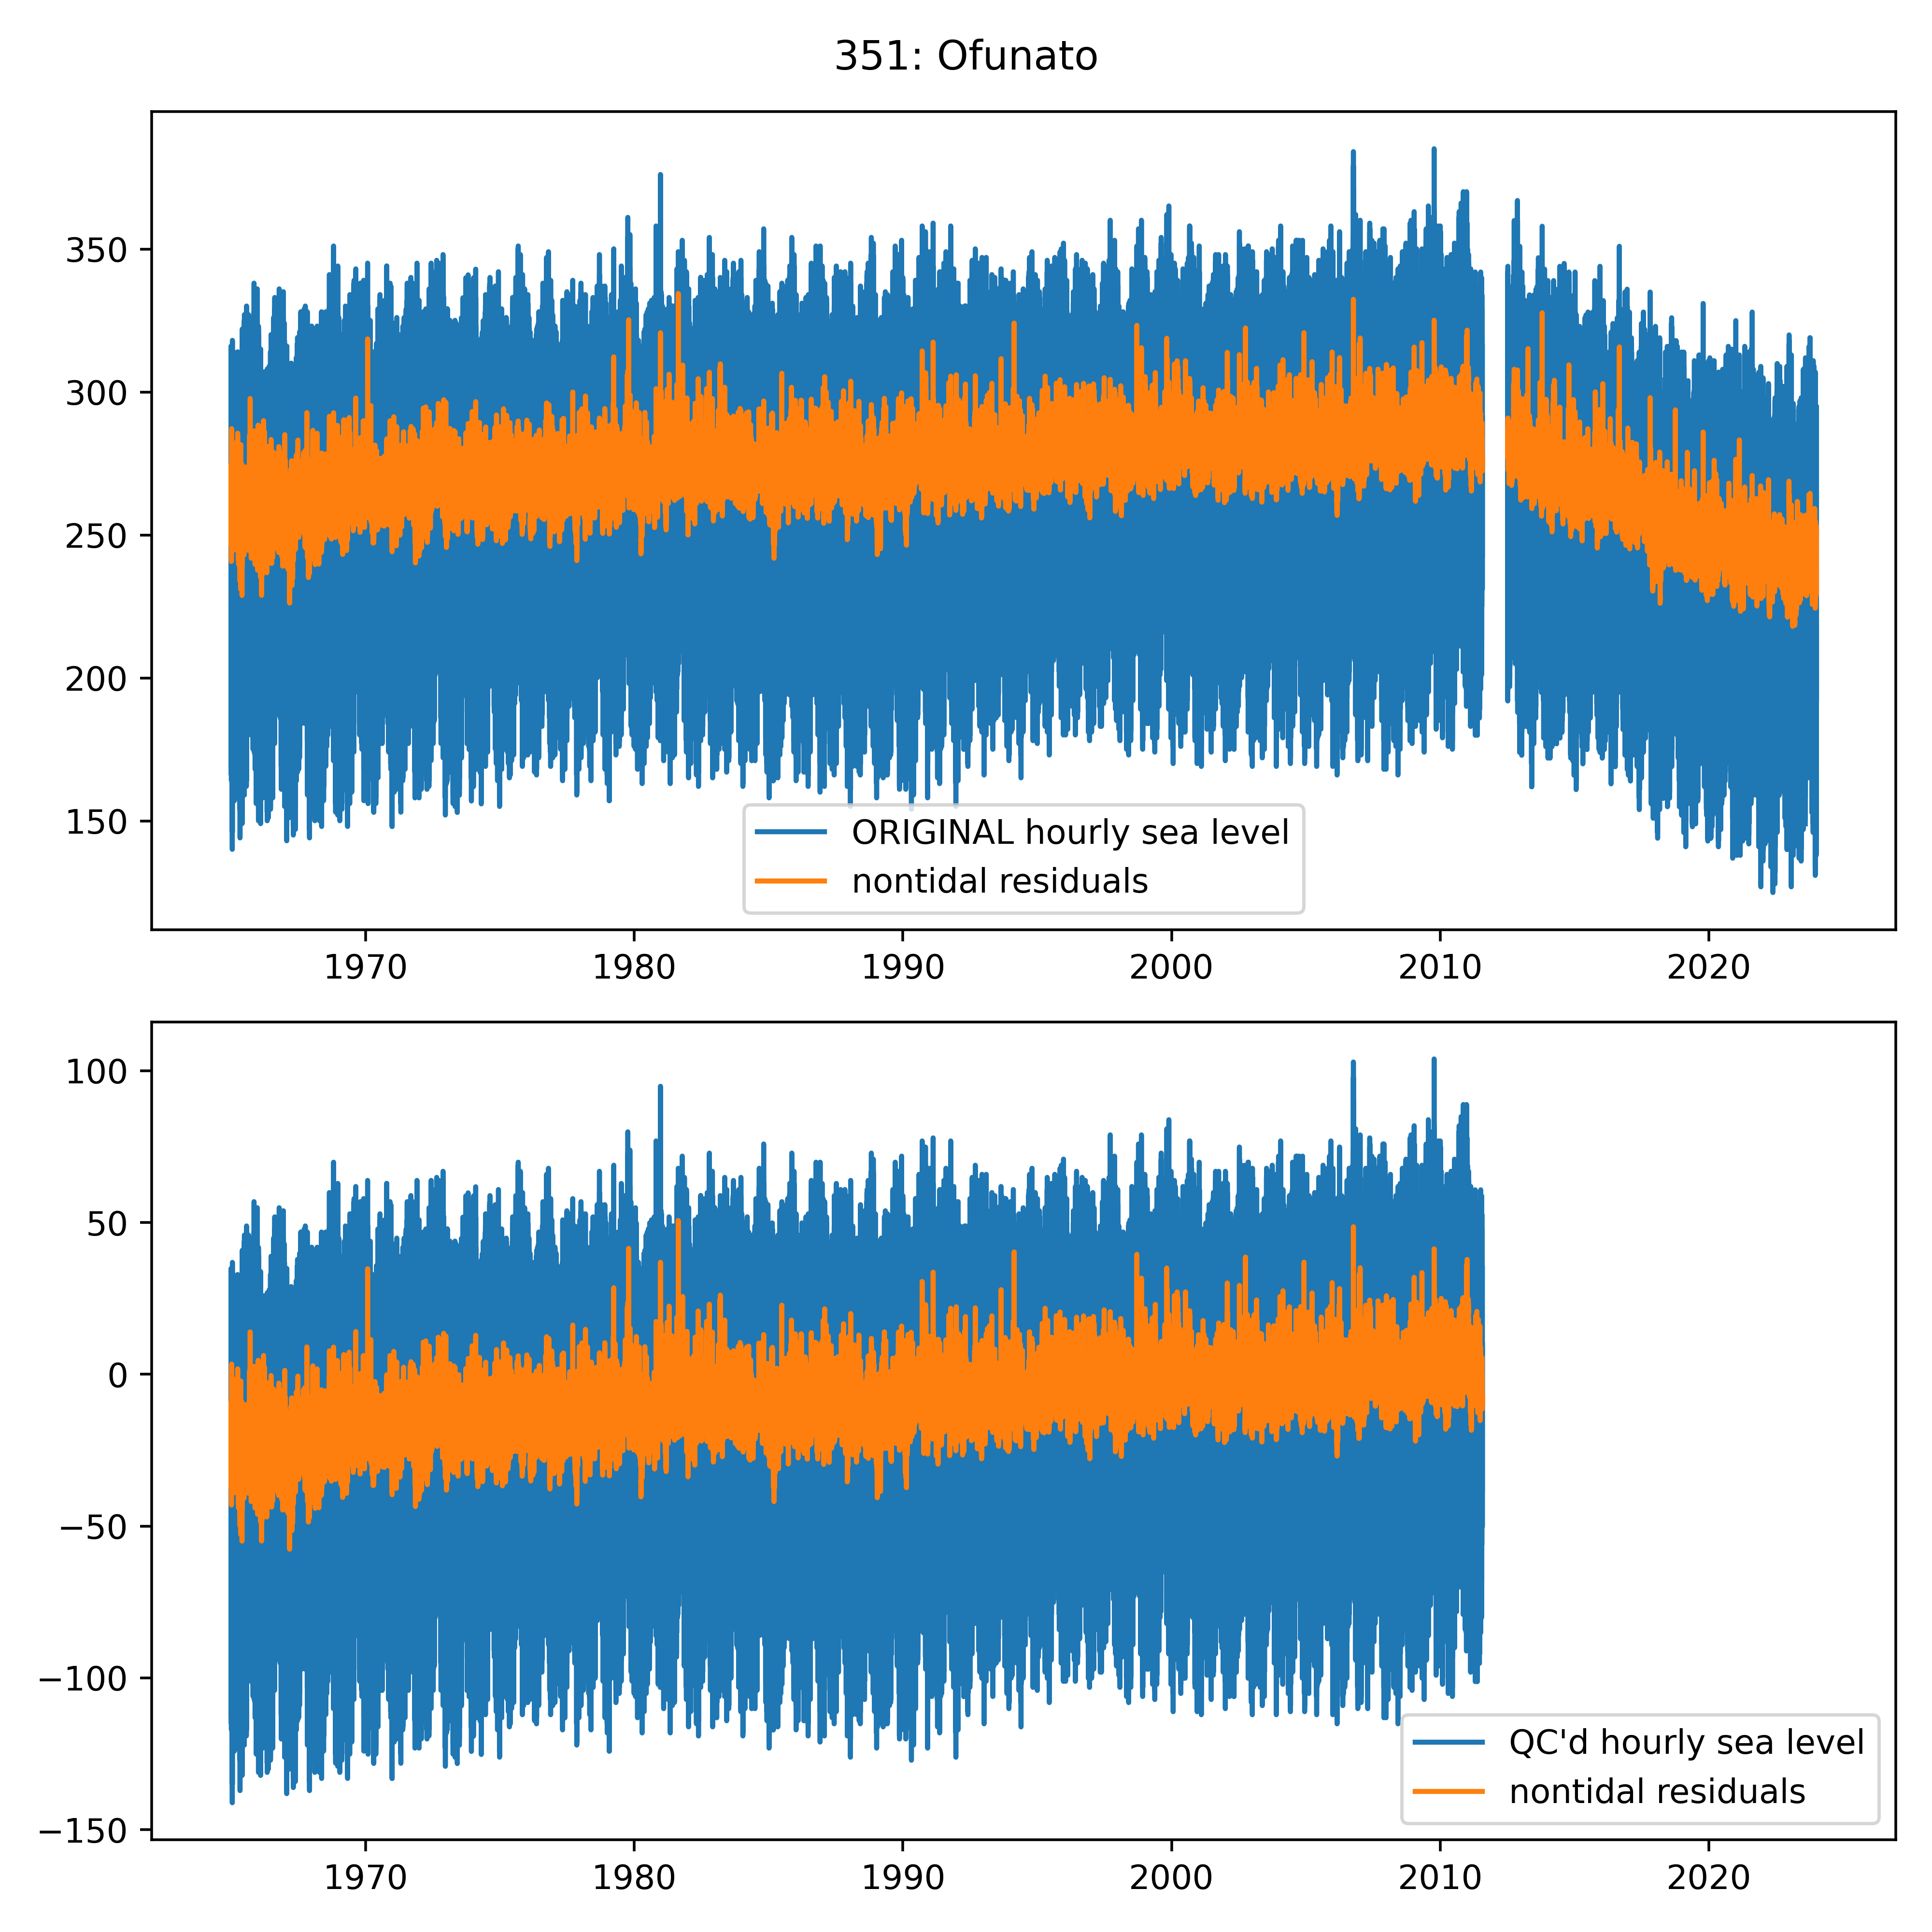 351: Ofunato
350
300
250
200
150
ORIGINAL hourly sea level
nontidal residuals
1970 1980 1990 2000 2010 2020
100
50
0
−50
−100
−150
QC'd hourly sea level
nontidal residuals
1970 1980 1990 2000 2010 2020